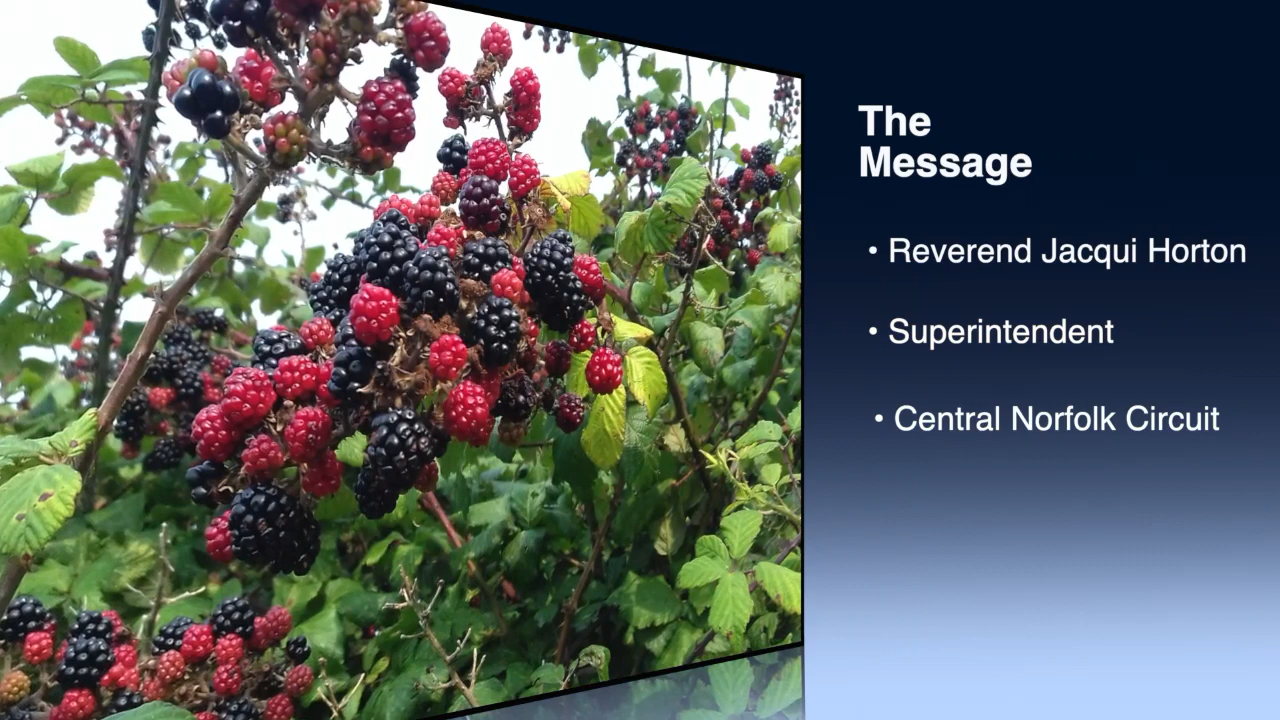 The
Message
• Reverend Jacqui Horton
• Superintendent
• Central Norfolk Circuit